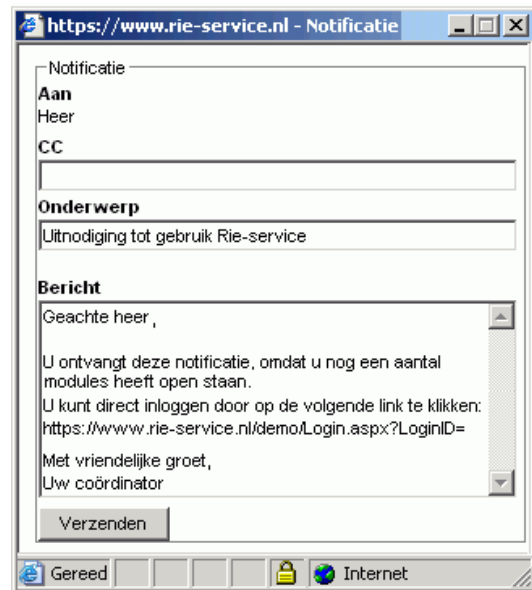 https://www.rie-service.nl - Notificatie
Notificatie
Aan
Heer
CC
Onderwerp
Uitnodiging tot gebruik Rie-service
Bericht
Geachte heer ,
U ontvangt deze notificatie, omdat u nog een aantal
modules heeft open staan.
U kunt direct inloggen door op de volgende link te klikken:
https://www.rie-service.nl/demo/Login.aspx?LoginID=
Met vriendelijke groet,
Uw coördinator
Verzenden
Gereed
Internet